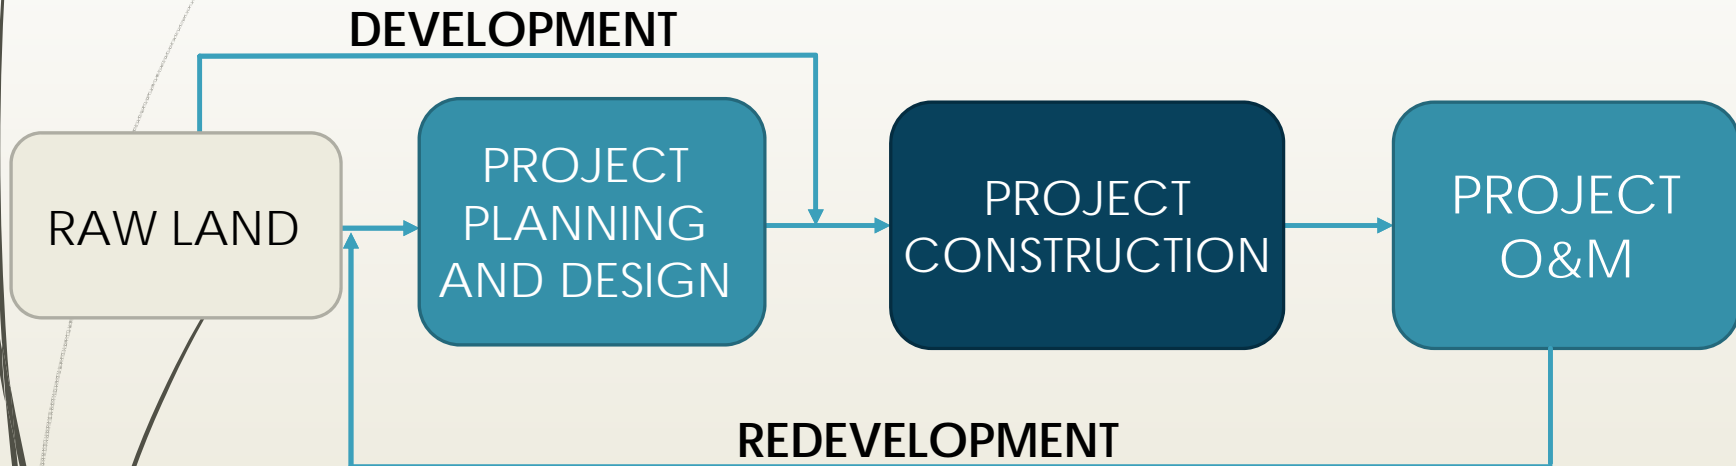 DEVELOPMENT
RAW LAND
PROJECT
PLANNING
AND DESIGN
PROJECT
CONSTRUCTION
PROJECT
O&M
REDEVELOPMENT